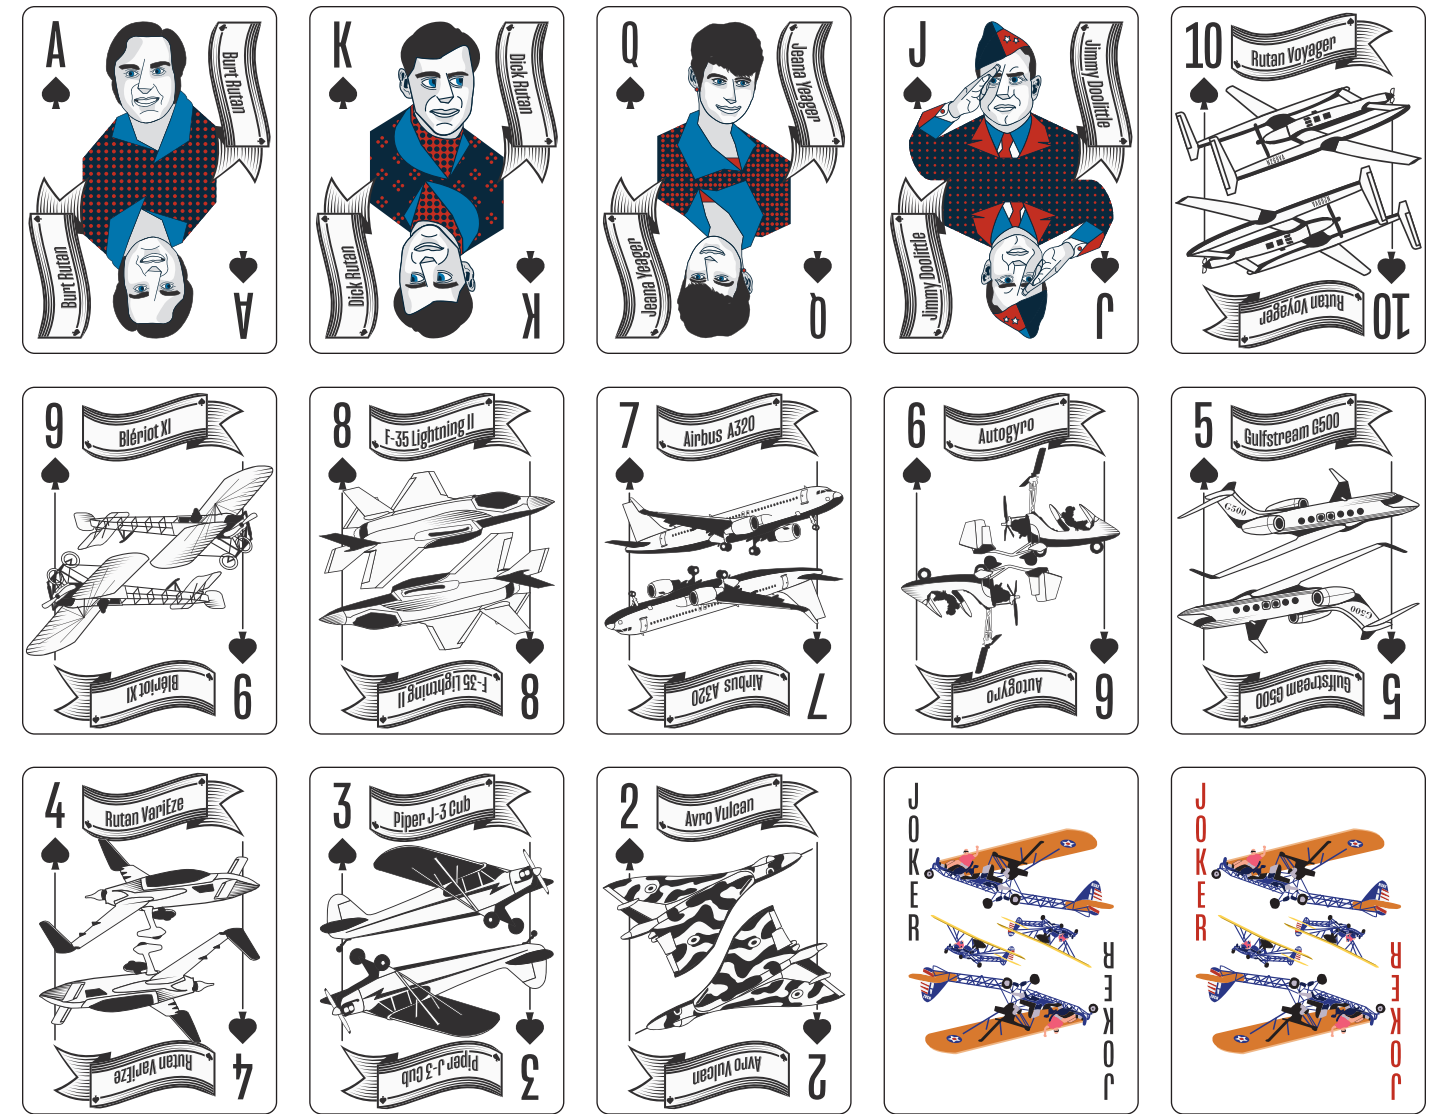 A
Burt Rutan
Burt Rutan
A
K
Dick Rutan
Dick Rutan
K
Q
Jeana Yeager
Jeana Yeager
Q
J
Jimmy Doolittle
Jimmy Doolittle
J
10
Rutan Voyager
N269VA
N269VA
Rutan Voyager
10
9
Blériot XI
Blériot XI
9
8
F-35 Lightning II
F-35 Lightning II
8
7
Airbus A320
Airbus A320
7
6
Autogyro
Autogyro
6
5
Gulfstream G500
G500
G500
Gulfstream G500
5
4
Rutan VariEze
Rutan VariEze
4
3
Piper J-3 Cub
Piper J-3 Cub
3
2
Avro Vulcan
Avro Vulcan
2
JOKER
JOKER
JOKER
JOKER